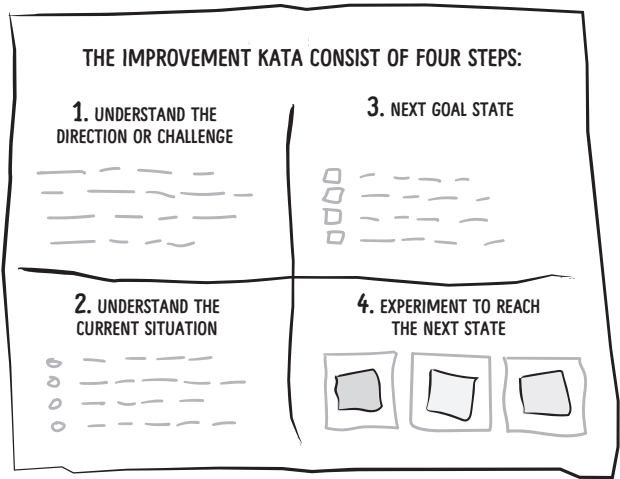 THE IMPROVEMENT KATA CONSIST OF FOUR STEPS:
1. UNDERSTAND THE
DIRECTION OR CHALLENGE
2. UNDERSTAND THE
CURRENT SITUATION
3. NEXT GOAL STATE
4. EXPERIMENT TO REACH
THE NEXT STATE